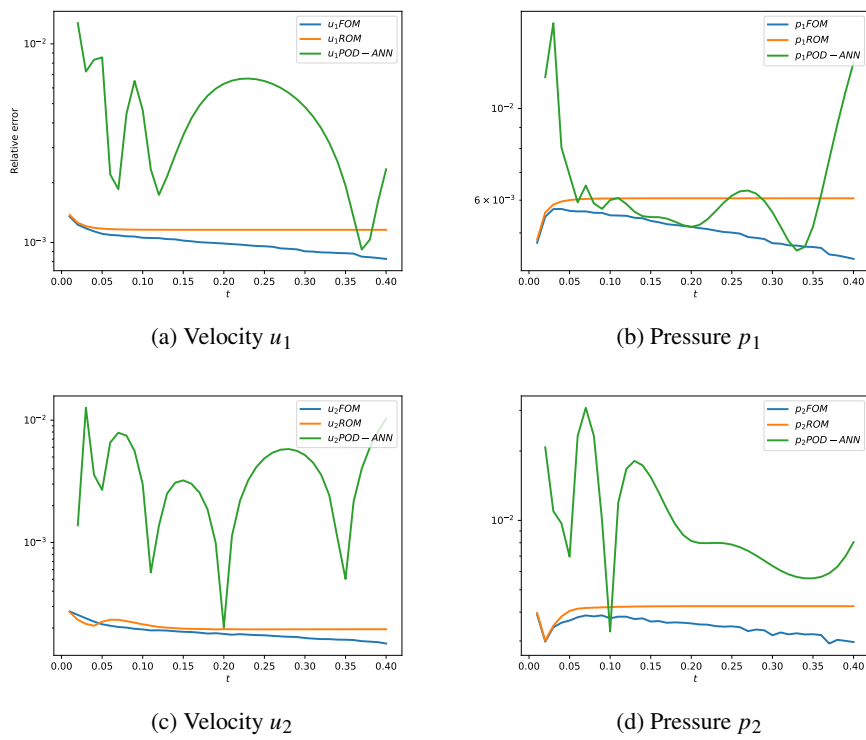 10⁻²
10⁻³
Relative error
u₁FOM
u₁ROM
u₁POD−ANN
0.00 0.05 0.10 0.15 0.20 0.25 0.30 0.35 0.40
t
(a) Velocity u₁
10⁻²
6 × 10⁻³
p₁FOM
p₁ROM
p₁POD−ANN
0.00 0.05 0.10 0.15 0.20 0.25 0.30 0.35 0.40
t
(b) Pressure p₁
10⁻²
10⁻³
u₂FOM
u₂ROM
u₂POD−ANN
0.00 0.05 0.10 0.15 0.20 0.25 0.30 0.35 0.40
t
(c) Velocity u₂
10⁻²
p₂FOM
p₂ROM
p₂POD−ANN
0.00 0.05 0.10 0.15 0.20 0.25 0.30 0.35 0.40
t
(d) Pressure p₂